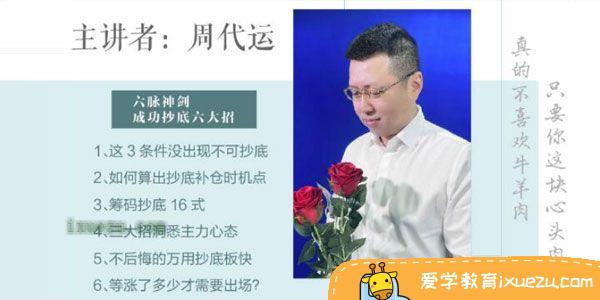 主讲者：周代运
六脉神剑
成功抄底六大招
1、这3条件没出现不可抄底
2、如何算出抄底补仓时机点
3、筹码抄底16式
4、三大招洞悉主力心态
5、不后悔的万用抄底板快
6、等涨了多少才需要出场?
只要你这块心头肉
真的不喜欢牛羊肉
爱学教育ixuezu.com